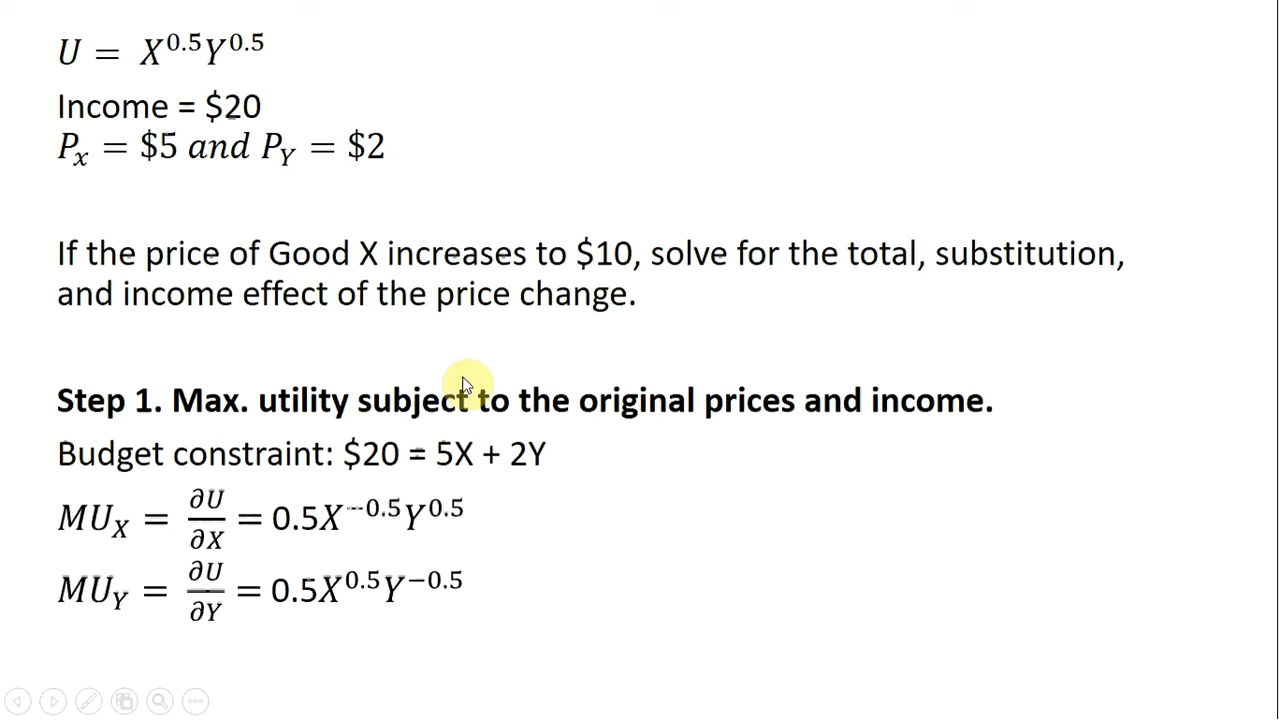 U = X^0.5 Y^0.5
Income = $20
Pₓ = $5 and P_Y = $2
If the price of Good X increases to $10, solve for the total, substitution,
and income effect of the price change.
Step 1. Max. utility subject to the original prices and income.
Budget constraint: $20 = 5X + 2Y
MU_X = ∂U/∂X = 0.5X^−0.5 Y^0.5
MU_Y = ∂U/∂Y = 0.5X^0.5 Y^−0.5